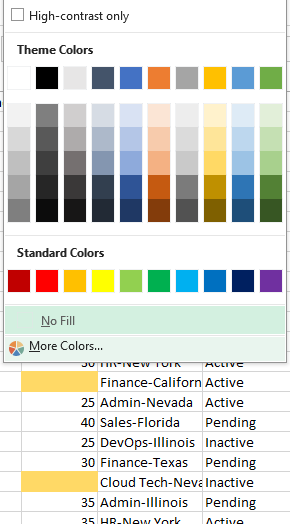 High-contrast only
Theme Colors
Standard Colors
No Fill
More Colors...
30 HR-New York Active
Finance-Californ Active
25 Admin-Nevada Active
40 Sales-Florida Pending
25 DevOps-Illinois Inactive
30 Finance-Texas Pending
Cloud Tech-Neva Inactive
35 Admin-Illinois Pending
35 HR-New York Active